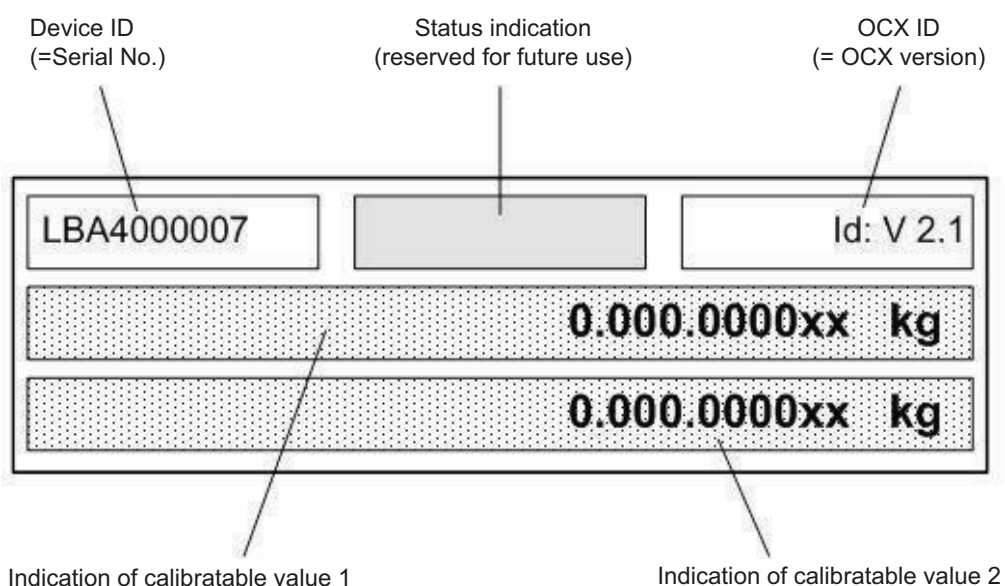 Device ID
(=Serial No.)
Status indication
(reserved for future use)
OCX ID
(= OCX version)
LBA4000007
Id: V 2.1
0.000.0000xx kg
0.000.0000xx kg
Indication of calibratable value 1
Indication of calibratable value 2